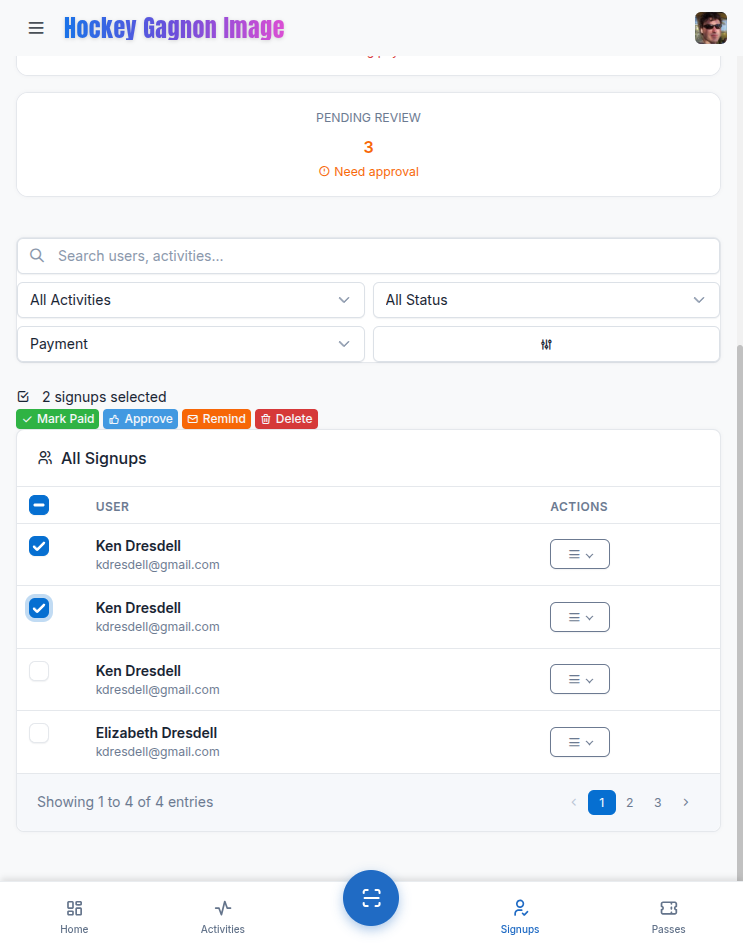 Hockey Gagnon Image
PENDING REVIEW
3
Need approval
Search users, activities...
All Activities
All Status
Payment
2 signups selected
Mark Paid Approve Remind Delete
All Signups
USER ACTIONS
Ken Dresdell
kdresdell@gmail.com
Ken Dresdell
kdresdell@gmail.com
Ken Dresdell
kdresdell@gmail.com
Elizabeth Dresdell
kdresdell@gmail.com
Showing 1 to 4 of 4 entries
1 2 3
Home Activities Signups Passes